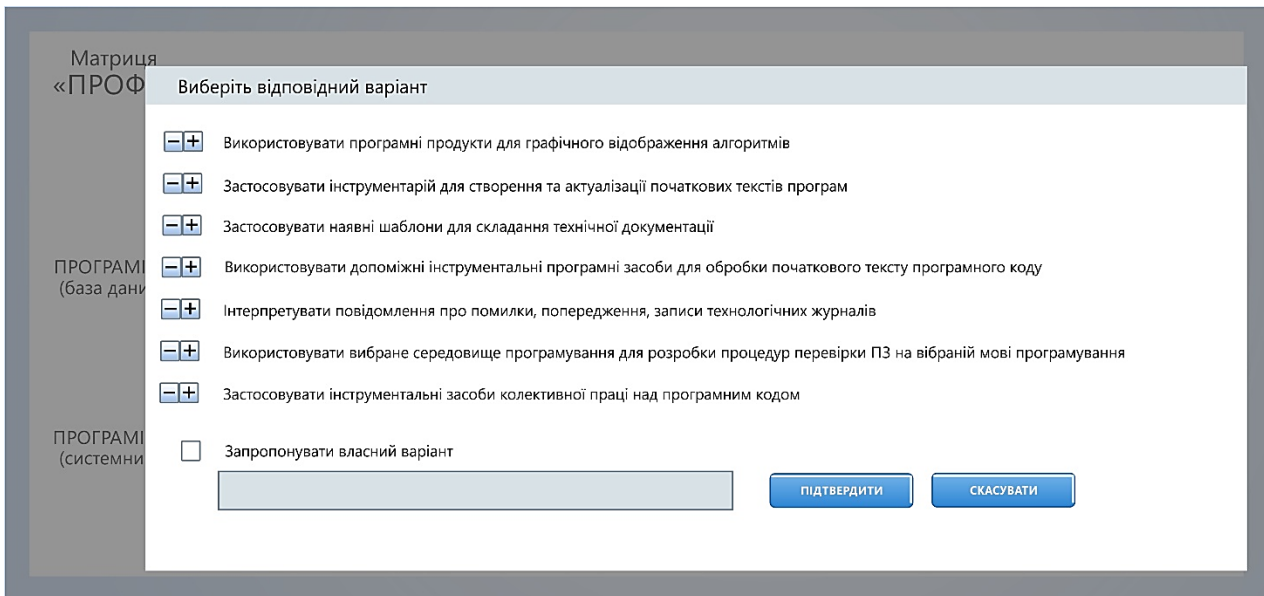 Матриця
«ПРОФ
Виберіть відповідний варіант
Використовувати програмні продукти для графічного відображення алгоритмів
Застосовувати інструментарій для створення та актуалізації початкових текстів програм
Застосовувати наявні шаблони для складання технічної документації
ПРОГРАМІ
(база дани
Використовувати допоміжні інструментальні програмні засоби для обробки початкового тексту програмного коду
Інтерпретувати повідомлення про помилки, попередження, записи технологічних журналів
Використовувати вибране середовище програмування для розробки процедур перевірки ПЗ на вібраній мові програмування
Застосовувати інструментальні засоби колективної праці над програмним кодом
ПРОГРАМІ
(системни
Запропонувати власний варіант
ПІДТВЕРДИТИ СКАСУВАТИ